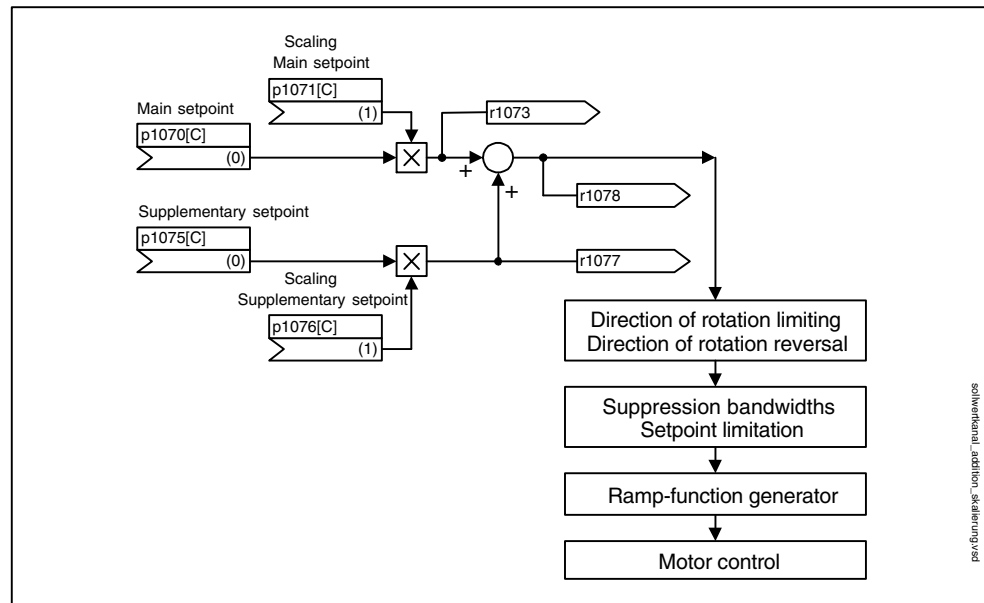 Scaling
Main setpoint
p1071[C]
(1)
r1073
Main setpoint
p1070[C]
(0)
×
+
+
r1078
Supplementary setpoint
p1075[C]
(0)
×
r1077
Scaling
Supplementary setpoint
p1076[C]
(1)
Direction of rotation limiting
Direction of rotation reversal
Suppression bandwidths
Setpoint limitation
Ramp-function generator
Motor control
sollwertkanal_addition_skalierung.vsd